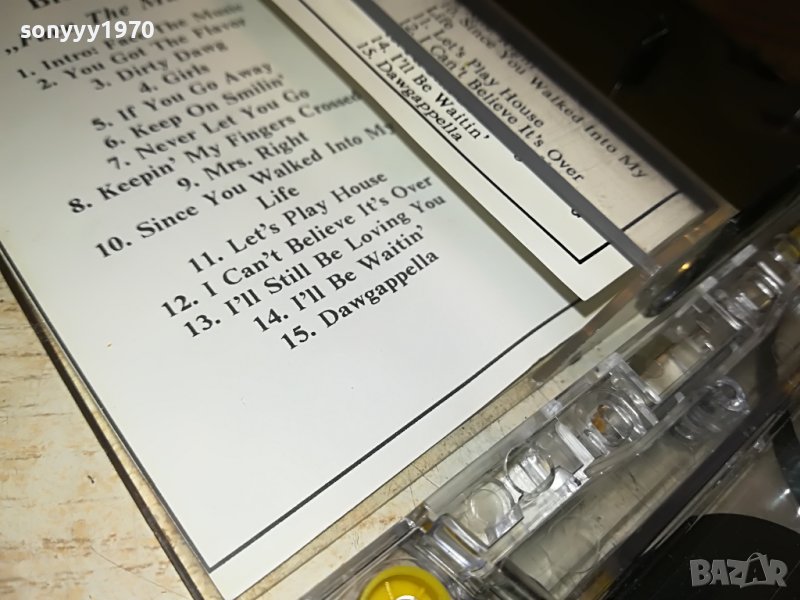 sonyyy1970
1. Intro: Face The Music
2. You Got The Flavor
3. Dirty Dawg
4. Girls
5. If You Go Away
6. Keep On Smilin'
7. Never Let You Go
8. Keepin' My Fingers Crossed
9. Mrs. Right
10. Since You Walked Into My
Life
11. Let's Play House
12. I Can't Believe It's Over
13. I'll Still Be Loving You
14. I'll Be Waitin'
15. Dawgappella
Since You Walked Into My
Life
11. Let's Play House
I Can't Believe It's Over
14. I'll Be Waitin'
15. Dawgappella
BAZAR